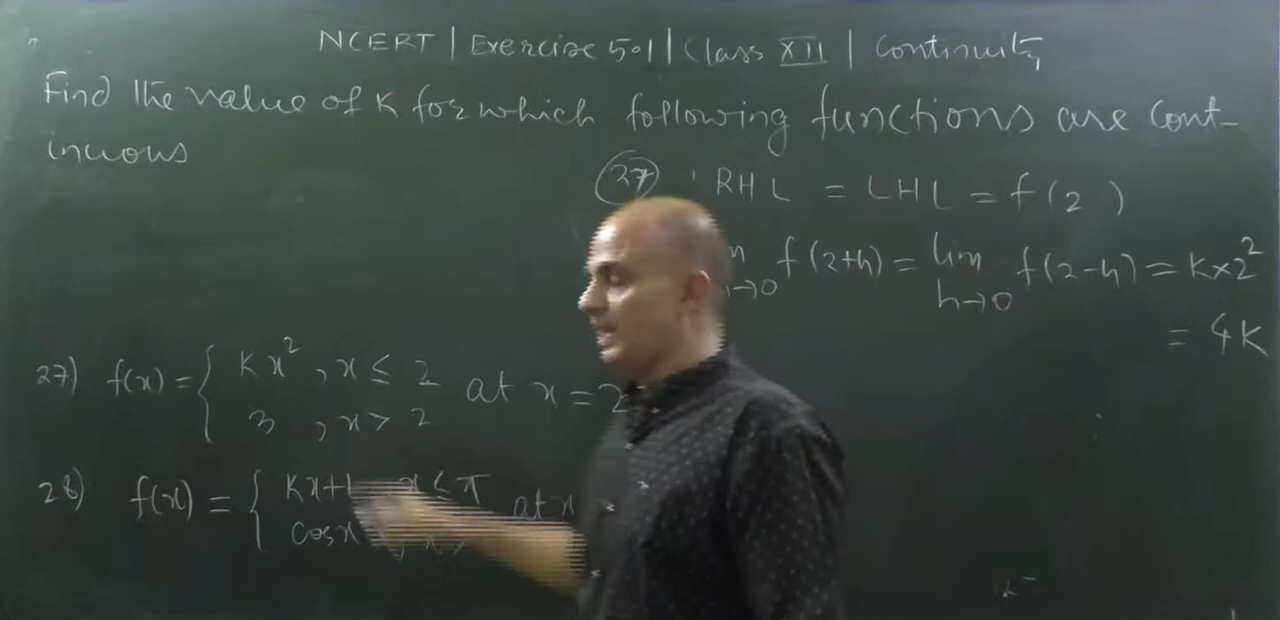 NCERT | Exercise 5.1 | Class XII | Continuity
Find the value of K for which following functions are cont-
inuous
27 RHL = LHL = f(2)
f(2+h) = lim f(2-h) = K×2²
→0 h→0
= 4K
27) f(x) = { Kx² , x ≤ 2 at x = 2
3 , x > 2
28) f(x) = { Kx+1 x ≤ π at x
cosx